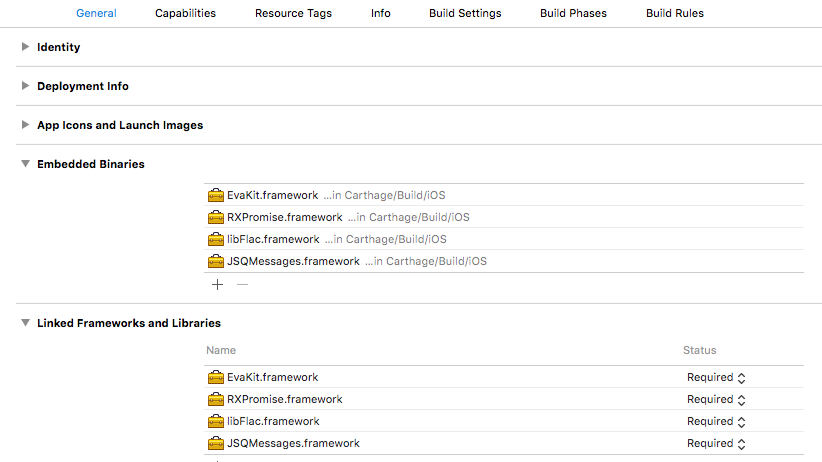 General Capabilities Resource Tags Info Build Settings Build Phases Build Rules
Identity
Deployment Info
App Icons and Launch Images
Embedded Binaries
EvaKit.framework ...in Carthage/Build/iOS
RXPromise.framework ...in Carthage/Build/iOS
libFlac.framework ...in Carthage/Build/iOS
JSQMessages.framework ...in Carthage/Build/iOS
Linked Frameworks and Libraries
Name Status
EvaKit.framework Required
RXPromise.framework Required
libFlac.framework Required
JSQMessages.framework Required